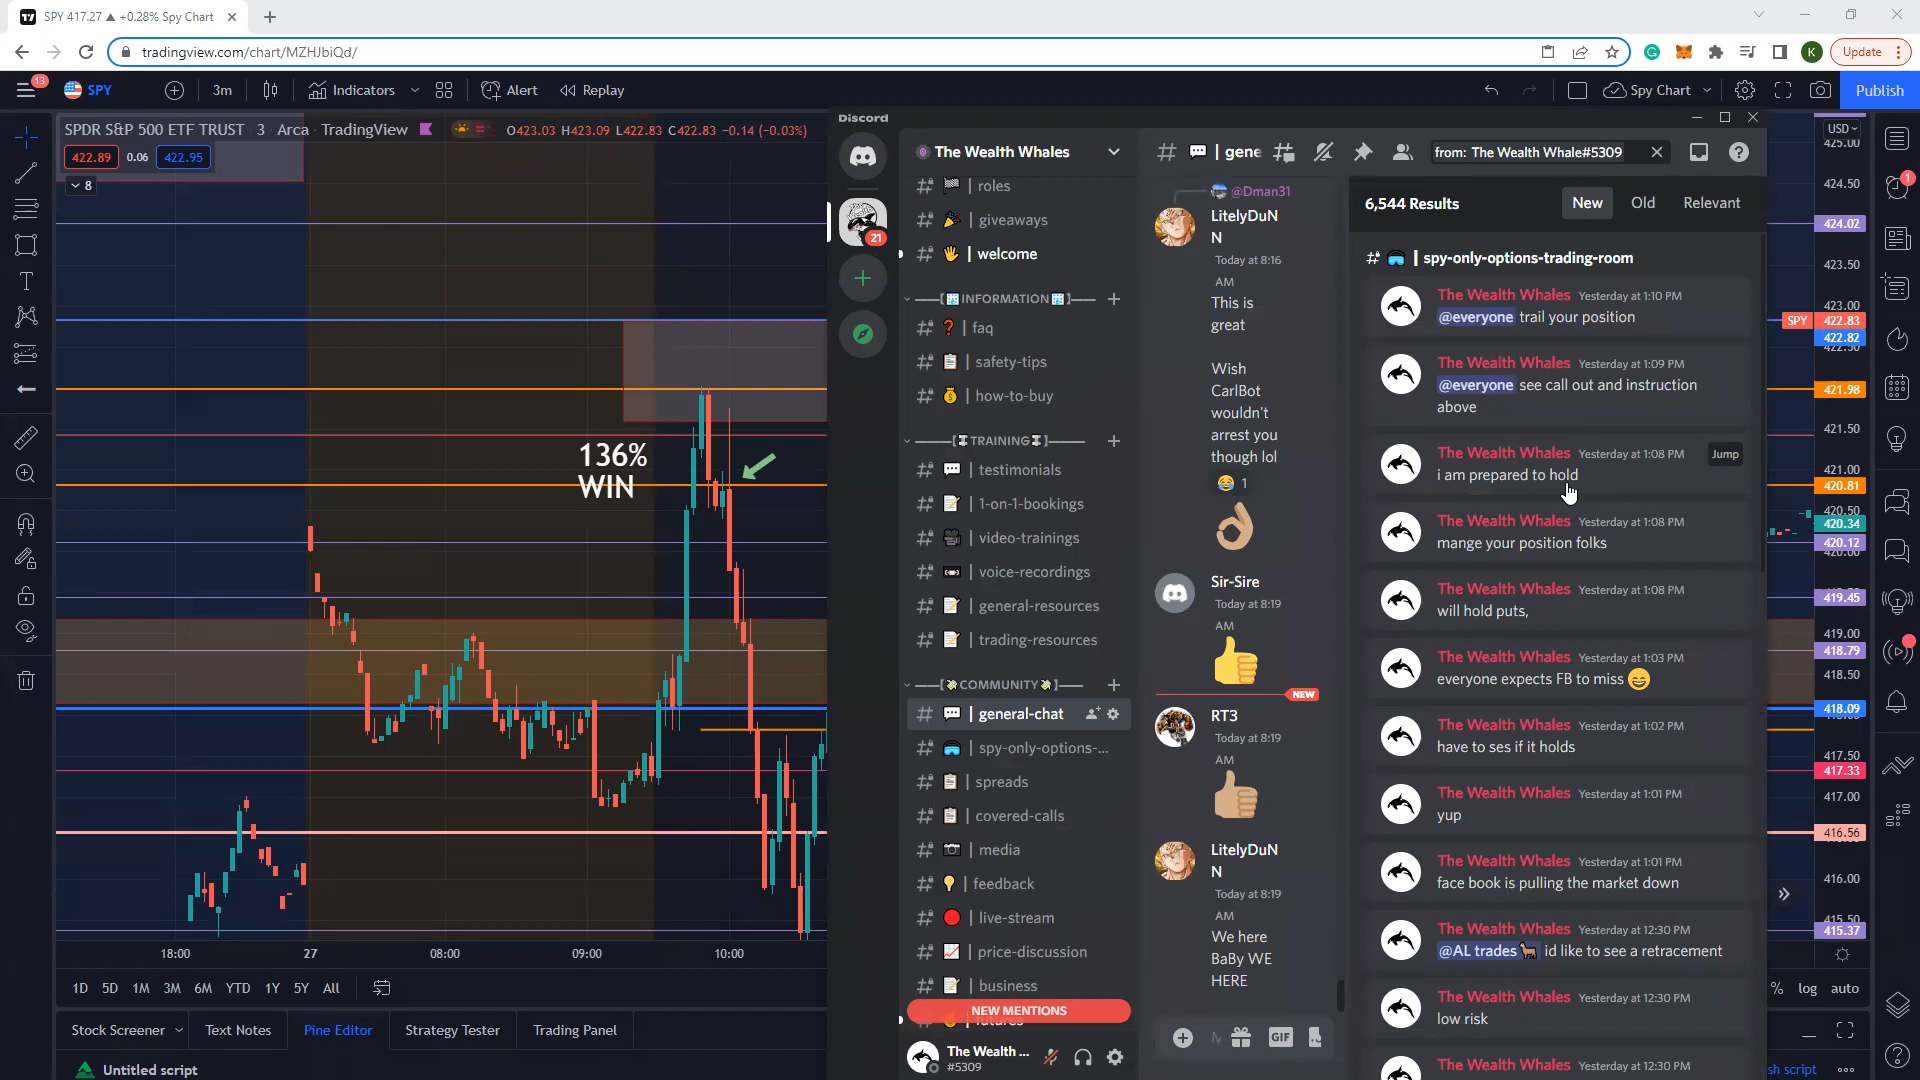 SPY 417.27 ▲ +0.28% Spy Chart
tradingview.com/chart/MZHJbiQd/
K
Update
13
SPY
3m
Indicators
Alert
Replay
Spy Chart
Publish
SPDR S&P 500 ETF TRUST · 3 · Arca · TradingView
O423.03 H423.09 L422.83 C422.83 -0.14 (-0.03%)
422.89
0.06
422.95
8
136%
WIN
18:00
27
08:00
09:00
10:00
1D
5D
1M
3M
6M
YTD
1Y
5Y
All
Stock Screener
Text Notes
Pine Editor
Strategy Tester
Trading Panel
Untitled script
Discord
21
The Wealth Whales
# | roles
# | giveaways
# | welcome
——[INFORMATION]——
# | faq
# | safety-tips
# | how-to-buy
———[TRAINING]———
# | testimonials
# | 1-on-1-bookings
# | video-trainings
# | voice-recordings
# | general-resources
# | trading-resources
——[COMMUNITY]——
# | general-chat
# | spy-only-options-...
# | spreads
# | covered-calls
# | media
# | feedback
# | live-stream
# | price-discussion
# | business
NEW MENTIONS
# | futures
The Wealth ...
#5309
# | gene
from: The Wealth Whale#5309
@Dman31
LitelyDuN
N
Today at 8:16
AM
This is
great
Wish
CarlBot
wouldn't
arrest you
though lol
1
Sir-Sire
Today at 8:19
AM
NEW
RT3
Today at 8:19
AM
LitelyDuN
N
Today at 8:19
AM
We here
BaBy WE
HERE
GIF
6,544 Results
New
Old
Relevant
# | spy-only-options-trading-room
The Wealth Whales Yesterday at 1:10 PM
@everyone trail your position
The Wealth Whales Yesterday at 1:09 PM
@everyone see call out and instruction
above
The Wealth Whales Yesterday at 1:08 PM
Jump
i am prepared to hold
The Wealth Whales Yesterday at 1:08 PM
mange your position folks
The Wealth Whales Yesterday at 1:08 PM
will hold puts,
The Wealth Whales Yesterday at 1:03 PM
everyone expects FB to miss 😄
The Wealth Whales Yesterday at 1:02 PM
have to ses if it holds
The Wealth Whales Yesterday at 1:01 PM
yup
The Wealth Whales Yesterday at 1:01 PM
face book is pulling the market down
The Wealth Whales Yesterday at 12:30 PM
@AL trades id like to see a retracement
The Wealth Whales Yesterday at 12:30 PM
low risk
The Wealth Whales Yesterday at 12:30 PM
USD
425.00
424.50
424.02
423.50
423.00
SPY 422.83
422.82
422.50
421.98
421.50
421.00
420.81
420.50
420.34
420.12
420.00
419.45
419.00
418.79
418.50
418.09
417.50
417.33
417.00
416.56
416.00
415.50
415.37
%
log
auto
sh script
1